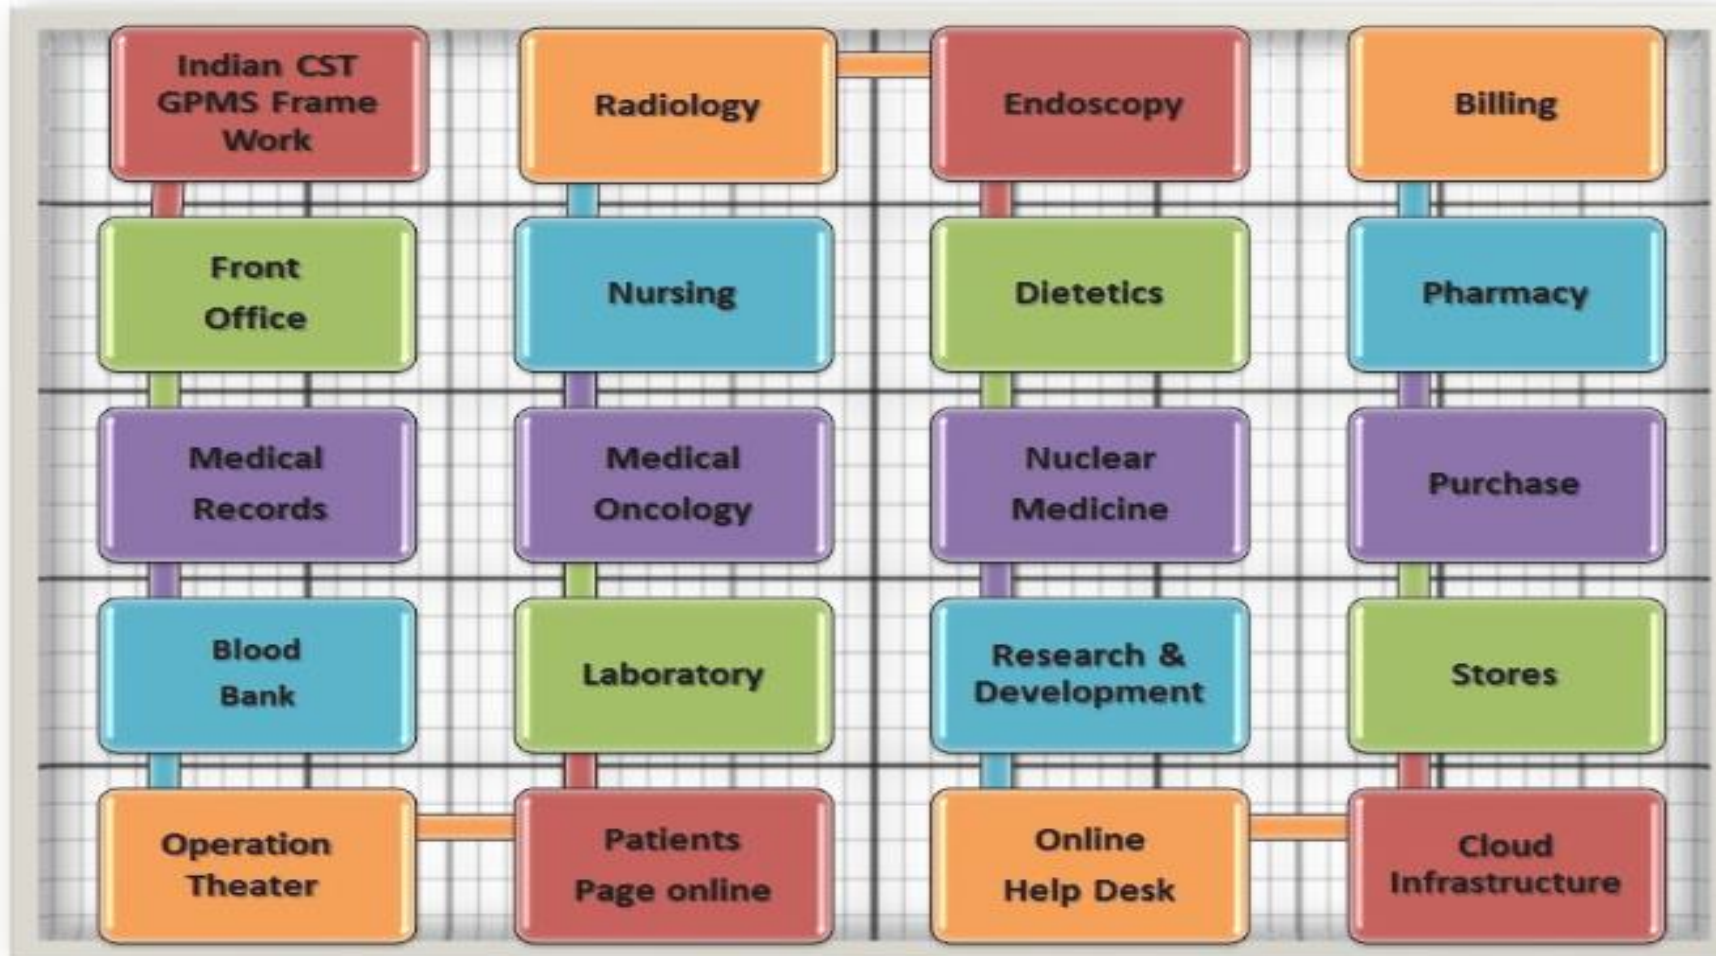 Indian CST
GPMS Frame
Work
Radiology
Endoscopy
Billing
Front
Office
Nursing
Dietetics
Pharmacy
Medical
Records
Medical
Oncology
Nuclear
Medicine
Purchase
Blood
Bank
Laboratory
Research &
Development
Stores
Operation
Theater
Patients
Page online
Online
Help Desk
Cloud
Infrastructure